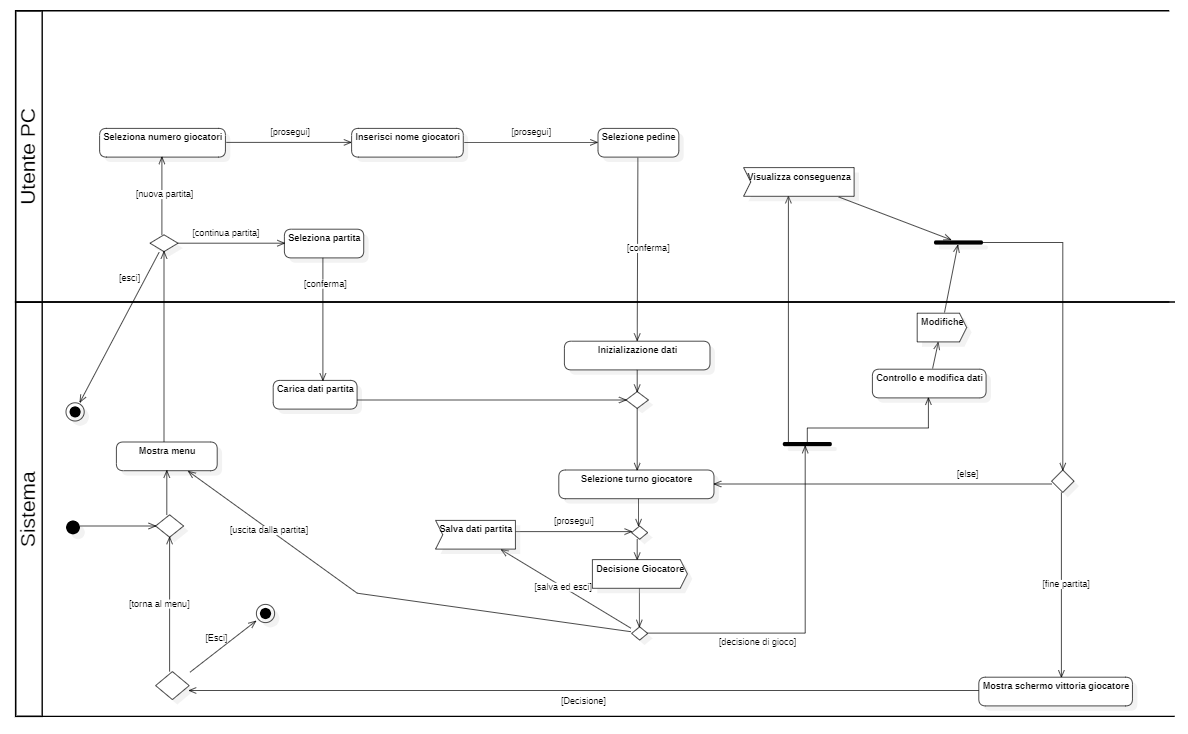 Utente PC
Seleziona numero giocatori
[prosegui]
Inserisci nome giocatori
[prosegui]
Selezione pedine
Visualizza conseguenza
[nuova partita]
[continua partita]
Seleziona partita
[esci]
[conferma]
[conferma]
Sistema
Modifiche
Inizializzazione dati
Controllo e modifica dati
Carica dati partita
Mostra menu
Selezione turno giocatore
[else]
[uscita dalla partita]
Salva dati partita
[prosegui]
Decisione Giocatore
[salva ed esci]
[fine partita]
[torna al menu]
[Esci]
[decisione di gioco]
Mostra schermo vittoria giocatore
[Decisione]